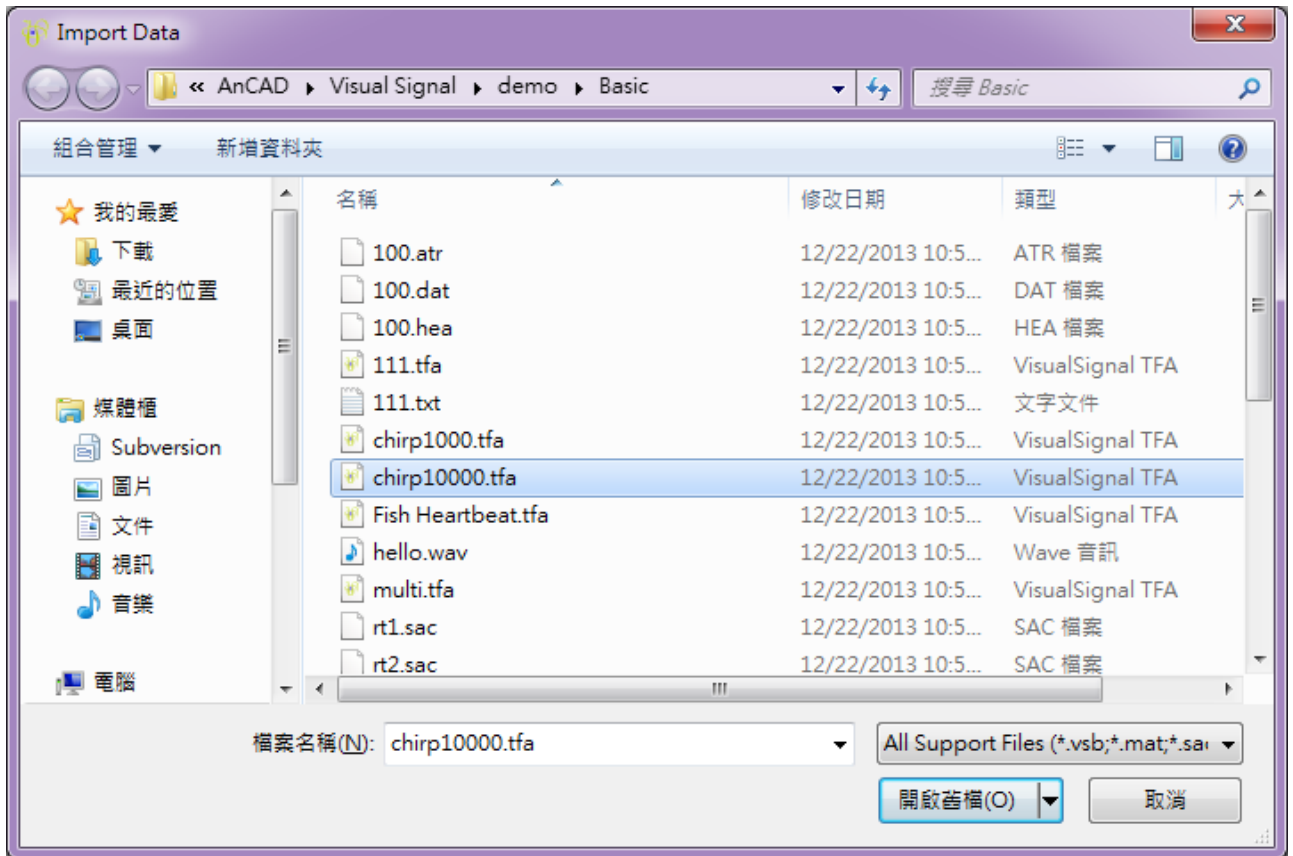 Import Data
« AnCAD ▸ Visual Signal ▸ demo ▸ Basic
搜尋 Basic
組合管理 ▼ 新增資料夾
我的最愛
下載
最近的位置
桌面
媒體櫃
Subversion
圖片
文件
視訊
音樂
電腦
名稱 修改日期 類型 大
100.atr 12/22/2013 10:5... ATR 檔案
100.dat 12/22/2013 10:5... DAT 檔案
100.hea 12/22/2013 10:5... HEA 檔案
111.tfa 12/22/2013 10:5... VisualSignal TFA
111.txt 12/22/2013 10:5... 文字文件
chirp1000.tfa 12/22/2013 10:5... VisualSignal TFA
chirp10000.tfa 12/22/2013 10:5... VisualSignal TFA
Fish Heartbeat.tfa 12/22/2013 10:5... VisualSignal TFA
hello.wav 12/22/2013 10:5... Wave 音訊
multi.tfa 12/22/2013 10:5... VisualSignal TFA
rt1.sac 12/22/2013 10:5... SAC 檔案
rt2.sac 12/22/2013 10:5... SAC 檔案
檔案名稱(N): chirp10000.tfa
All Support Files (*.vsb;*.mat;*.sa
開啟舊檔(O) 取消